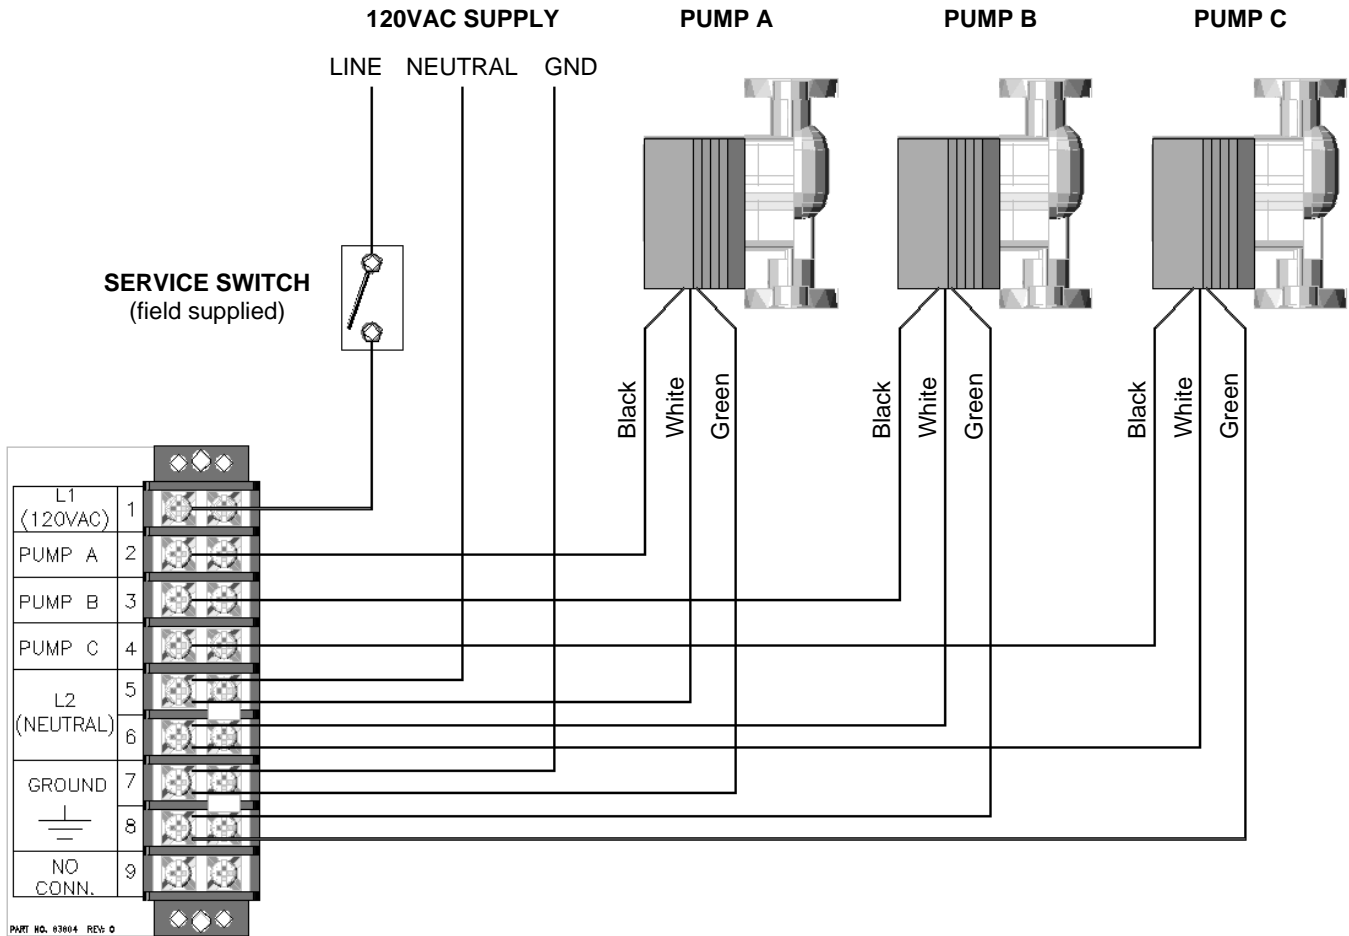 120VAC SUPPLY
PUMP A
PUMP B
PUMP C
LINE
NEUTRAL
GND
SERVICE SWITCH
(field supplied)
Black
White
Green
Black
White
Green
Black
White
Green
L1
(120VAC)
1
PUMP A
2
PUMP B
3
PUMP C
4
L2
(NEUTRAL)
5
6
GROUND
7
8
NO
CONN.
9
PART NO. 83804 REV: 0